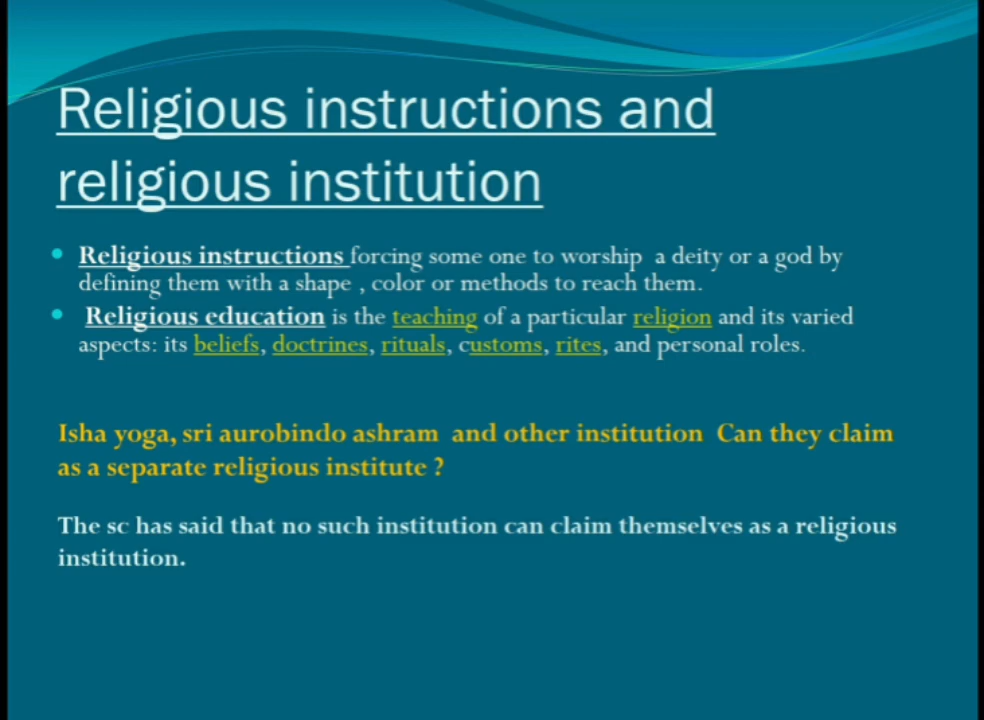 Religious instructions and
religious institution
Religious instructions forcing some one to worship a deity or a god by
defining them with a shape , color or methods to reach them.
Religious education is the teaching of a particular religion and its varied
aspects: its beliefs, doctrines, rituals, customs, rites, and personal roles.
Isha yoga, sri aurobindo ashram and other institution Can they claim
as a separate religious institute ?
The sc has said that no such institution can claim themselves as a religious
institution.